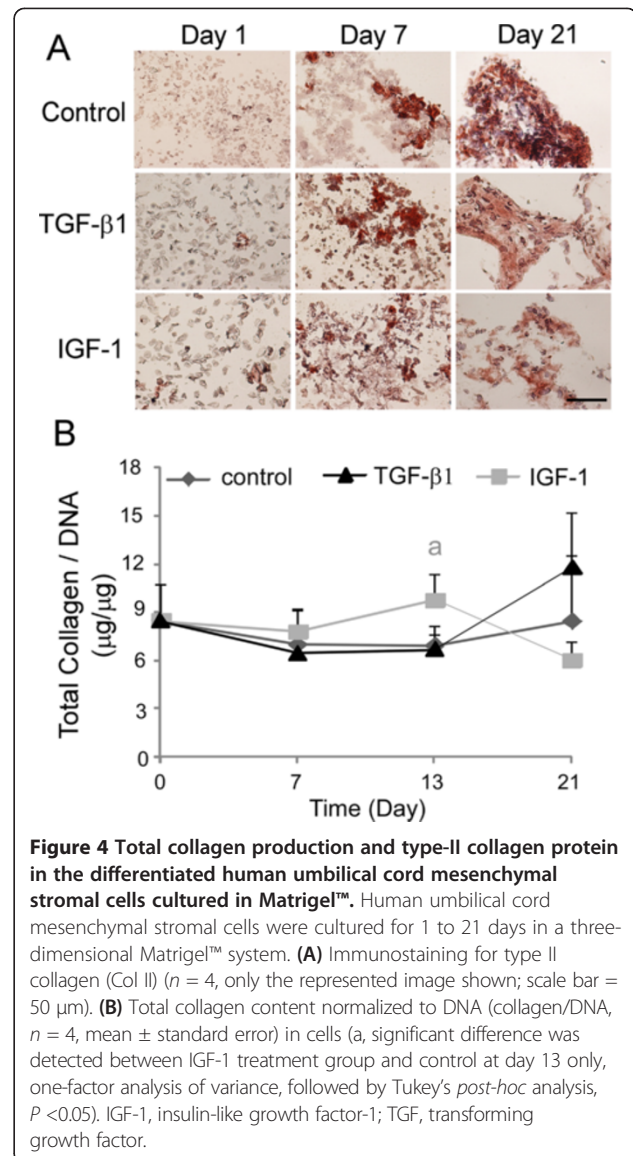 A
Day 1 Day 7 Day 21
Control
TGF-β1
IGF-1
B
18
control TGF-β1 IGF-1
15
12
a
9
6
3
0
Total Collagen / DNA
(µg/µg)
0 7 13 21
Time (Day)
Figure 4 Total collagen production and type-II collagen protein
in the differentiated human umbilical cord mesenchymal
stromal cells cultured in Matrigel™. Human umbilical cord
mesenchymal stromal cells were cultured for 1 to 21 days in a three-
dimensional Matrigel™ system. (A) Immunostaining for type II
collagen (Col II) (n = 4, only the represented image shown; scale bar =
50 µm). (B) Total collagen content normalized to DNA (collagen/DNA,
n = 4, mean ± standard error) in cells (a, significant difference was
detected between IGF-1 treatment group and control at day 13 only,
one-factor analysis of variance, followed by Tukey's post-hoc analysis,
P <0.05). IGF-1, insulin-like growth factor-1; TGF, transforming
growth factor.